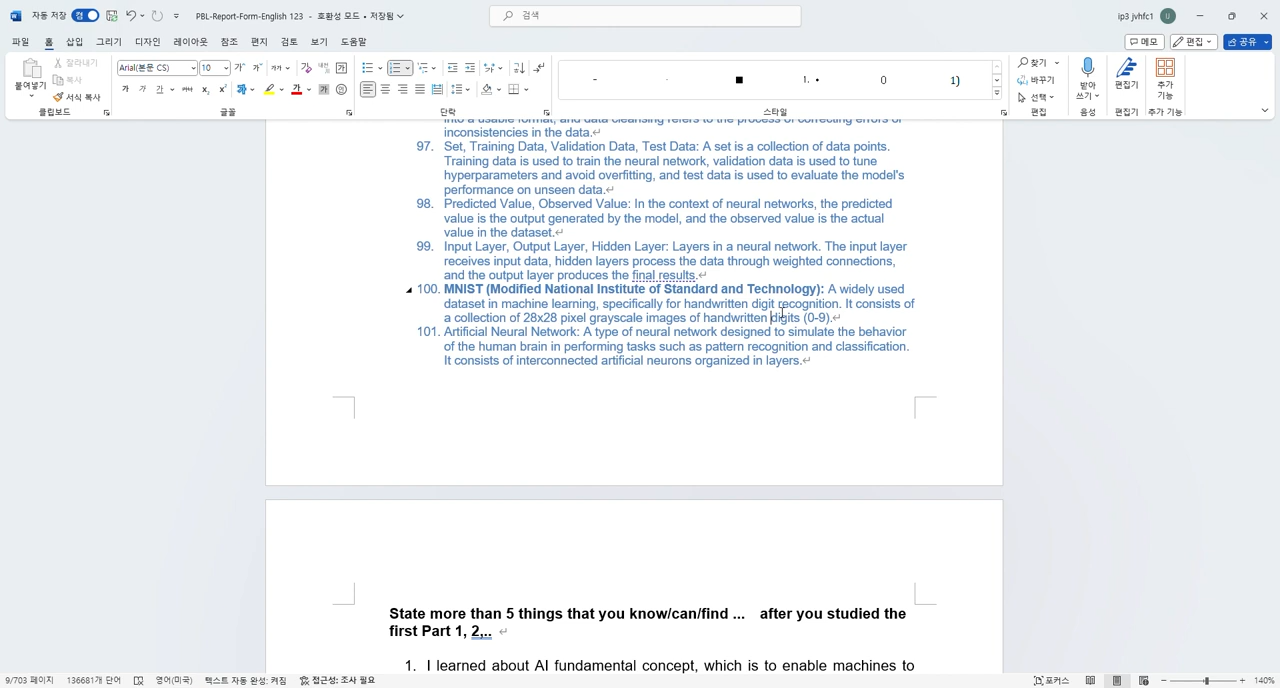 자동 저장 켬 PBL-Report-Form-English 123 - 호환성 모드 • 저장됨 검색 ip3 jvhfc1 IJ
파일 홈 삽입 그리기 디자인 레이아웃 참조 편지 검토 보기 도움말 메모 편집 공유
붙여넣기 잘라내기 복사 서식 복사 클립보드
Arial(본문 CS) 10 가 가 가 글꼴
단락
- ■ 1. • 0 1) 스타일
찾기 바꾸기 선택 편집
받아쓰기 음성
편집기 편집기
추가 기능 추가 기능
into a usable format, and data cleansing refers to the process of correcting errors or
inconsistencies in the data.↵
97. Set, Training Data, Validation Data, Test Data: A set is a collection of data points.
Training data is used to train the neural network, validation data is used to tune
hyperparameters and avoid overfitting, and test data is used to evaluate the model's
performance on unseen data.↵
98. Predicted Value, Observed Value: In the context of neural networks, the predicted
value is the output generated by the model, and the observed value is the actual
value in the dataset.↵
99. Input Layer, Output Layer, Hidden Layer: Layers in a neural network. The input layer
receives input data, hidden layers process the data through weighted connections,
and the output layer produces the final results.↵
100. MNIST (Modified National Institute of Standard and Technology): A widely used
dataset in machine learning, specifically for handwritten digit recognition. It consists of
a collection of 28x28 pixel grayscale images of handwritten digits (0-9).↵
101. Artificial Neural Network: A type of neural network designed to simulate the behavior
of the human brain in performing tasks such as pattern recognition and classification.
It consists of interconnected artificial neurons organized in layers.↵
State more than 5 things that you know/can/find ... after you studied the
first Part 1, 2,.. ↵
1. I learned about AI fundamental concept, which is to enable machines to
9/703 페이지 136681개 단어 영어(미국) 텍스트 자동 완성: 켜짐 접근성: 조사 필요 포커스 - + 140%